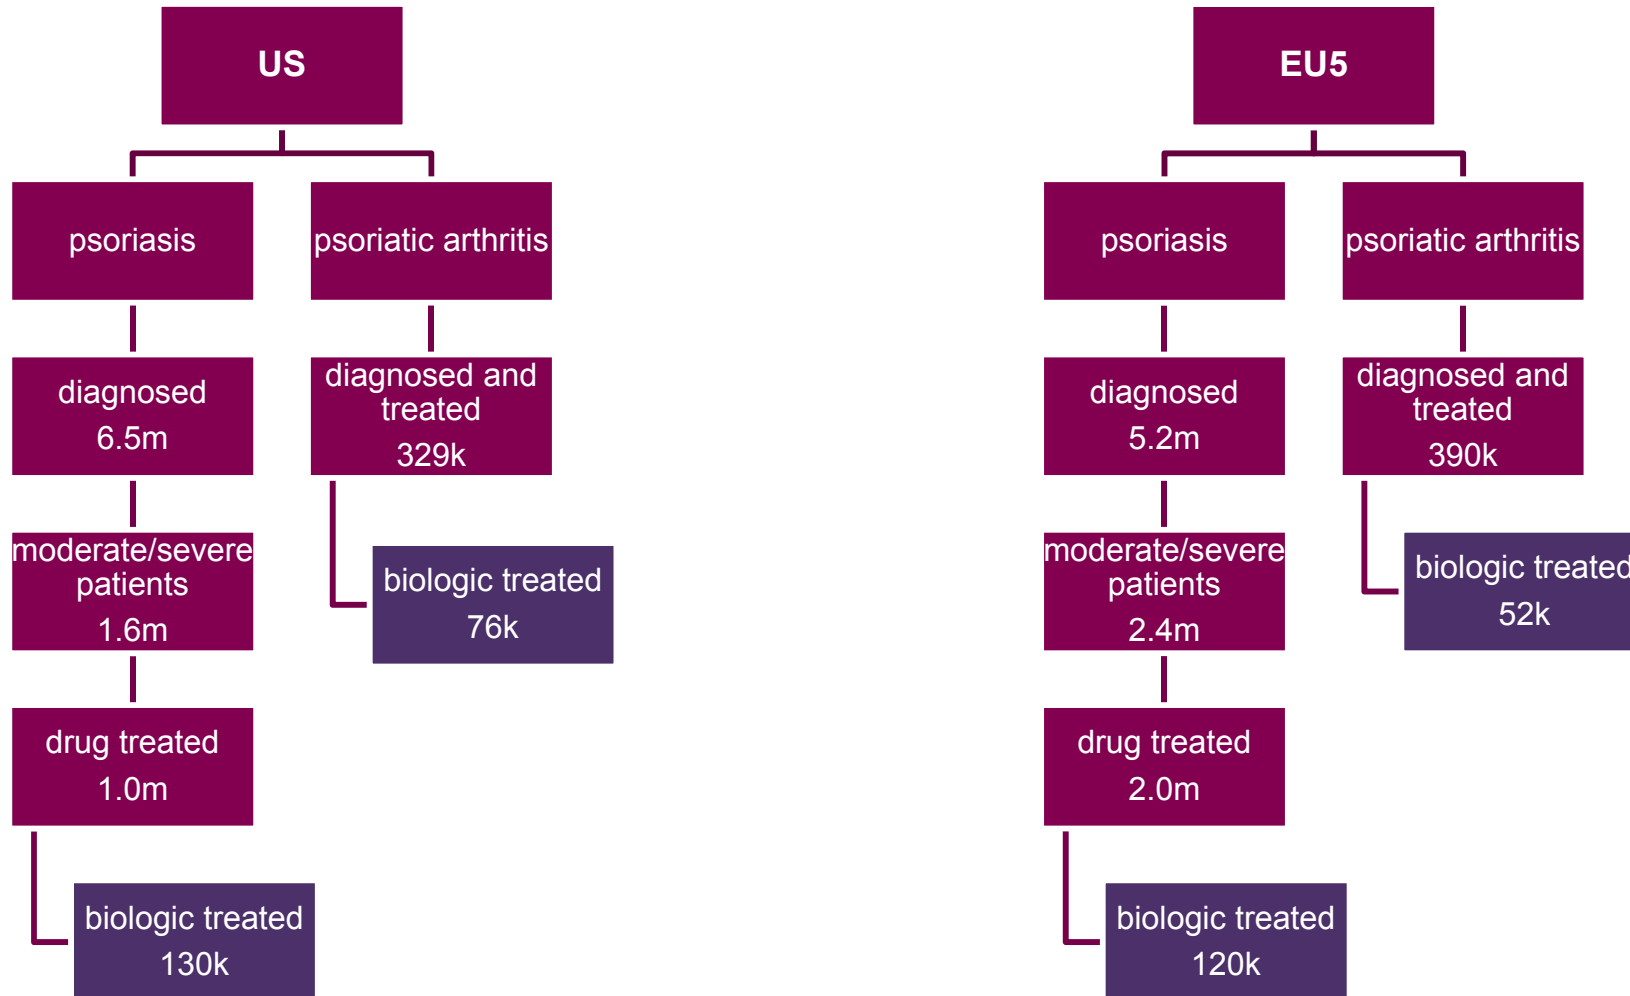 US
psoriasis
psoriatic arthritis
diagnosed
6.5m
diagnosed and
treated
329k
moderate/severe
patients
1.6m
biologic treated
76k
drug treated
1.0m
biologic treated
130k
EU5
psoriasis
psoriatic arthritis
diagnosed
5.2m
diagnosed and
treated
390k
moderate/severe
patients
2.4m
biologic treated
52k
drug treated
2.0m
biologic treated
120k